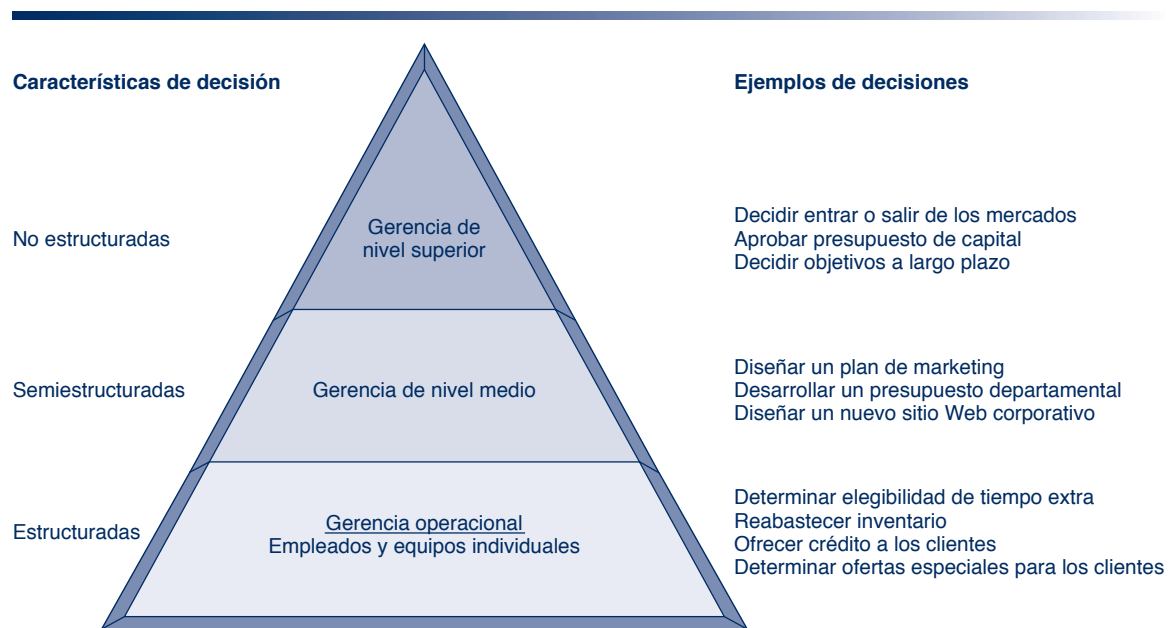 Características de decisión
Ejemplos de decisiones
No estructuradas
Gerencia de
nivel superior
Decidir entrar o salir de los mercados
Aprobar presupuesto de capital
Decidir objetivos a largo plazo
Semiestructuradas
Gerencia de nivel medio
Diseñar un plan de marketing
Desarrollar un presupuesto departamental
Diseñar un nuevo sitio Web corporativo
Estructuradas
Gerencia operacional
Empleados y equipos individuales
Determinar elegibilidad de tiempo extra
Reabastecer inventario
Ofrecer crédito a los clientes
Determinar ofertas especiales para los clientes